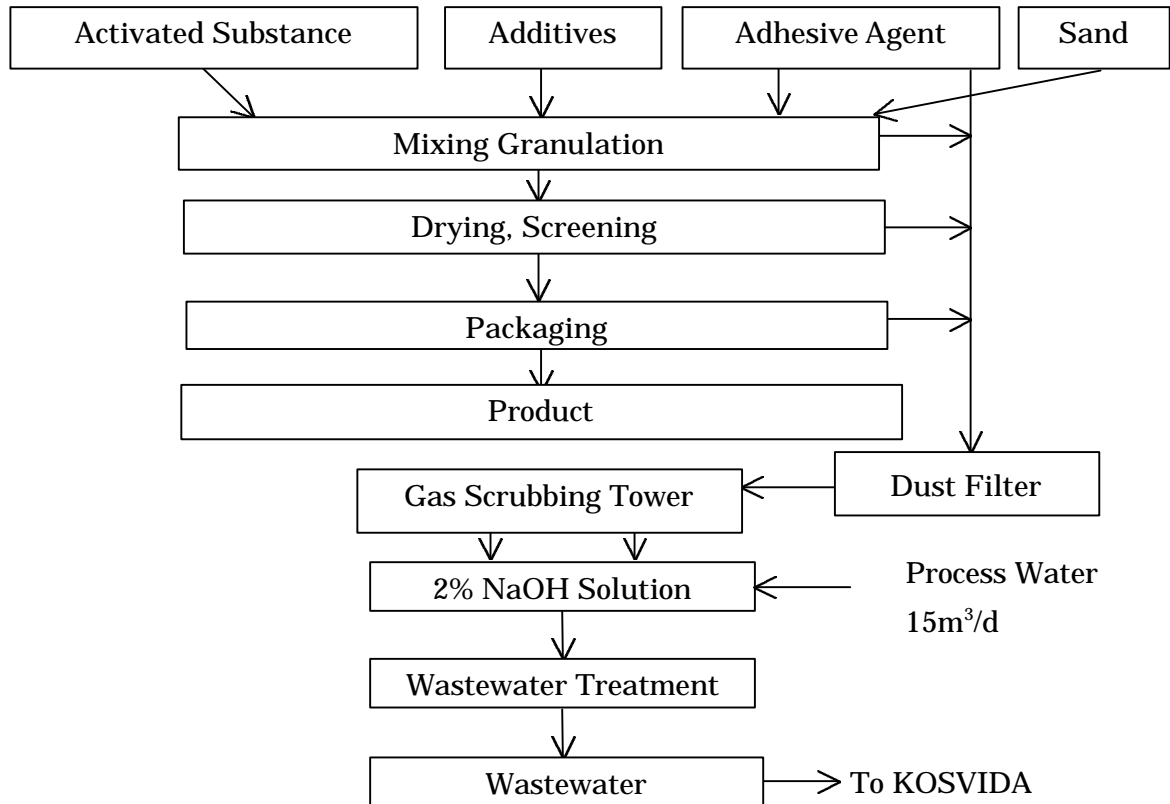 Activated Substance
Additives
Adhesive Agent
Sand
Mixing Granulation
Drying, Screening
Packaging
Product
Gas Scrubbing Tower
Dust Filter
2% NaOH Solution
Process Water
15m³/d
Wastewater Treatment
Wastewater
To KOSVIDA